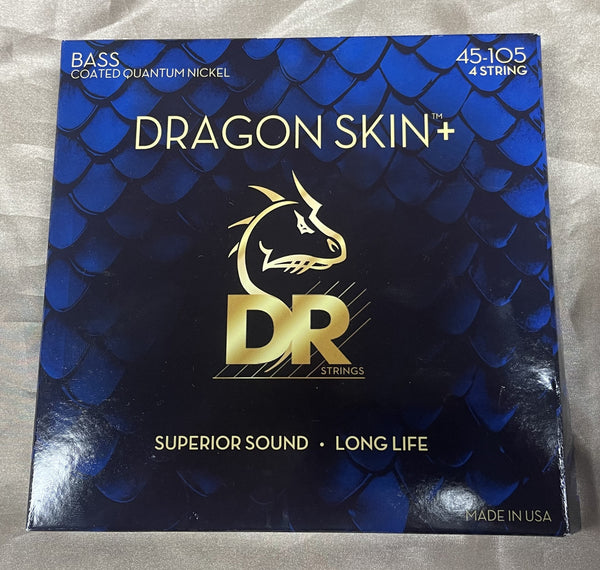 BASS
COATED QUANTUM NICKEL
45-105
4 STRING
DRAGON SKIN™+
DR
STRINGS
SUPERIOR SOUND • LONG LIFE
MADE IN USA